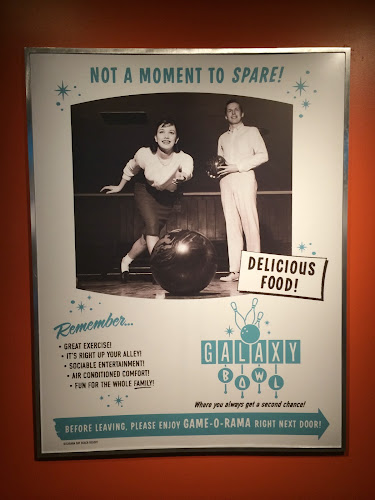 NOT A MOMENT TO SPARE!
DELICIOUS
FOOD!
Remember...
• GREAT EXERCISE!
• IT'S RIGHT UP YOUR ALLEY!
• SOCIABLE ENTERTAINMENT!
• AIR CONDITIONED COMFORT!
• FUN FOR THE WHOLE FAMILY!
GALAXY
BOWL
Where you always get a second chance!
BEFORE LEAVING, PLEASE ENJOY GAME-O-RAMA RIGHT NEXT DOOR!